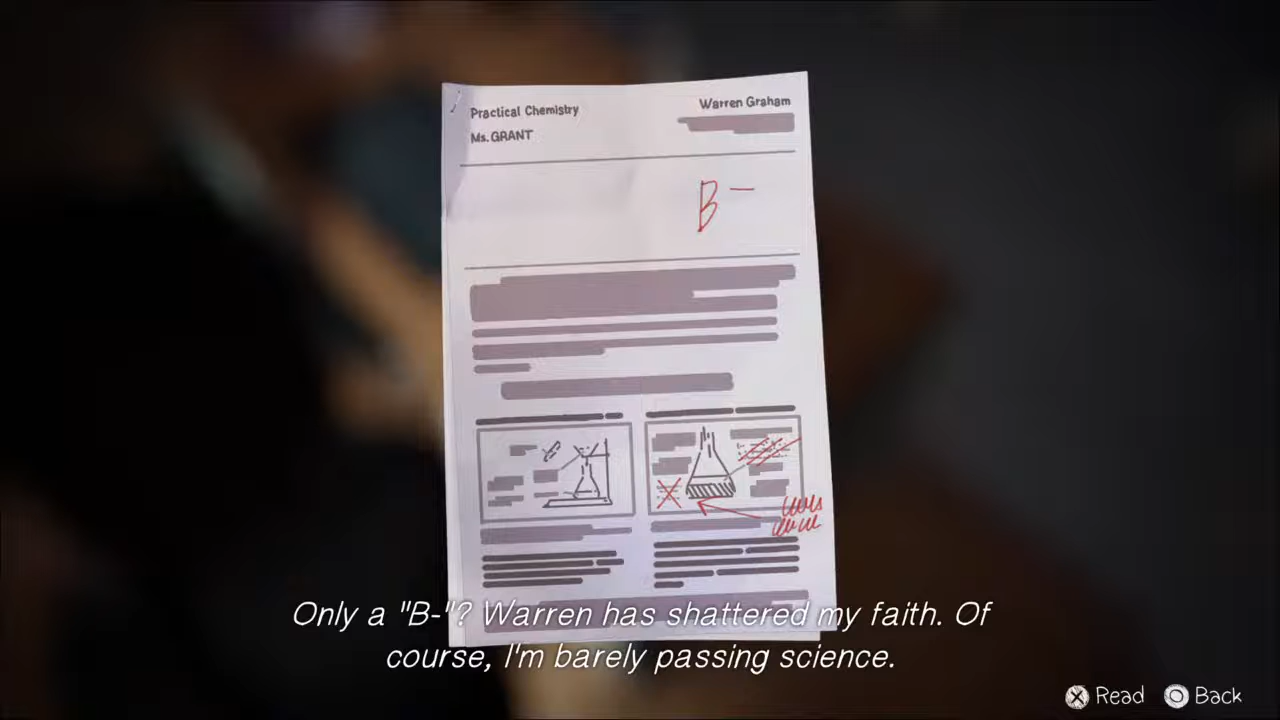 Practical Chemistry
Warren Graham
Ms. GRANT
B-
Only a "B-"? Warren has shattered my faith. Of
course, I'm barely passing science.
Read
Back